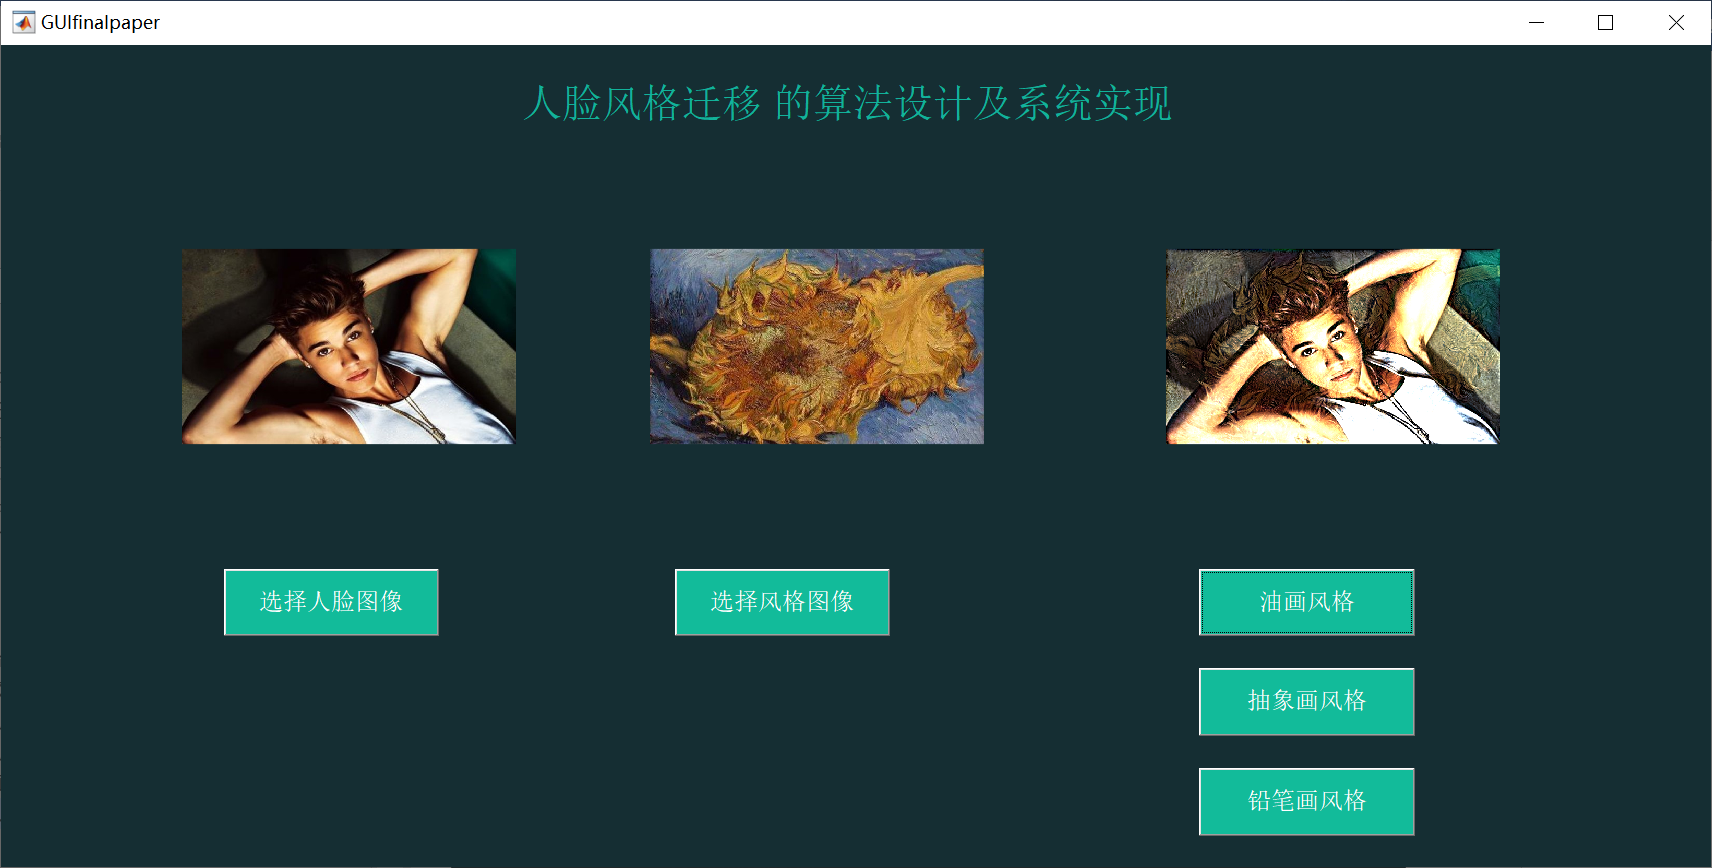 GUIfinalpaper
人脸风格迁移 的算法设计及系统实现
选择人脸图像
选择风格图像
油画风格
抽象画风格
铅笔画风格